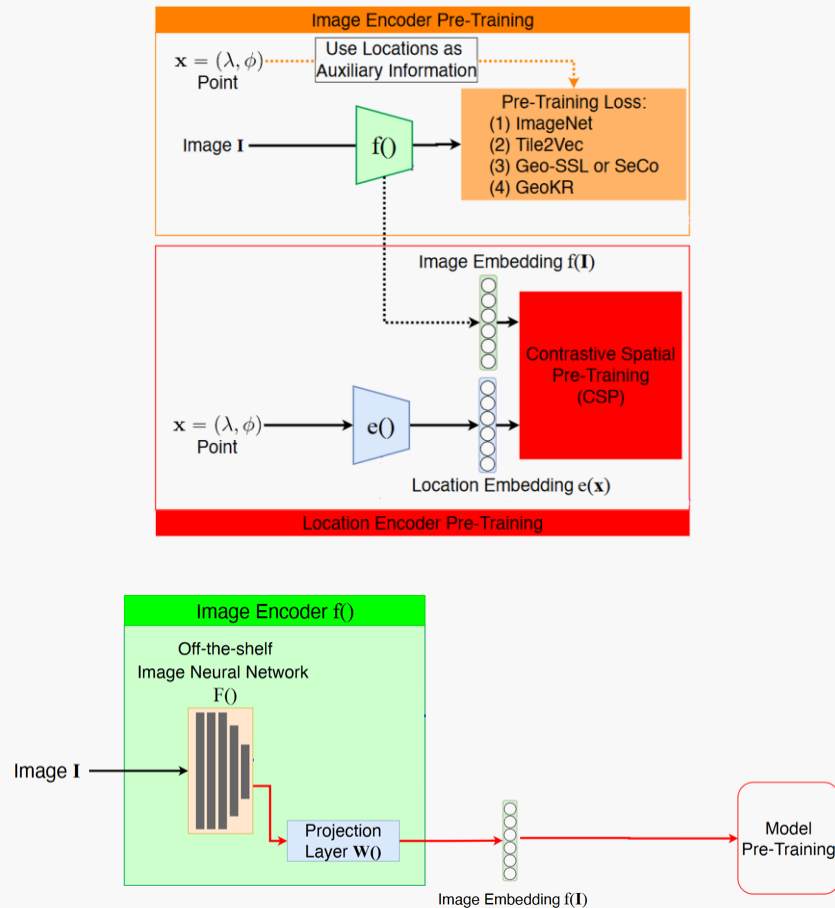 Image Encoder Pre-Training
x = (λ, ϕ)
Point
Use Locations as
Auxiliary Information
Image I
f()
Pre-Training Loss:
(1) ImageNet
(2) Tile2Vec
(3) Geo-SSL or SeCo
(4) GeoKR
Image Embedding f(I)
Contrastive Spatial
Pre-Training
(CSP)
x = (λ, ϕ)
Point
e()
Location Embedding e(x)
Location Encoder Pre-Training
Image Encoder f()
Off-the-shelf
Image Neural Network
F()
Image I
Projection
Layer W()
Image Embedding f(I)
Model
Pre-Training